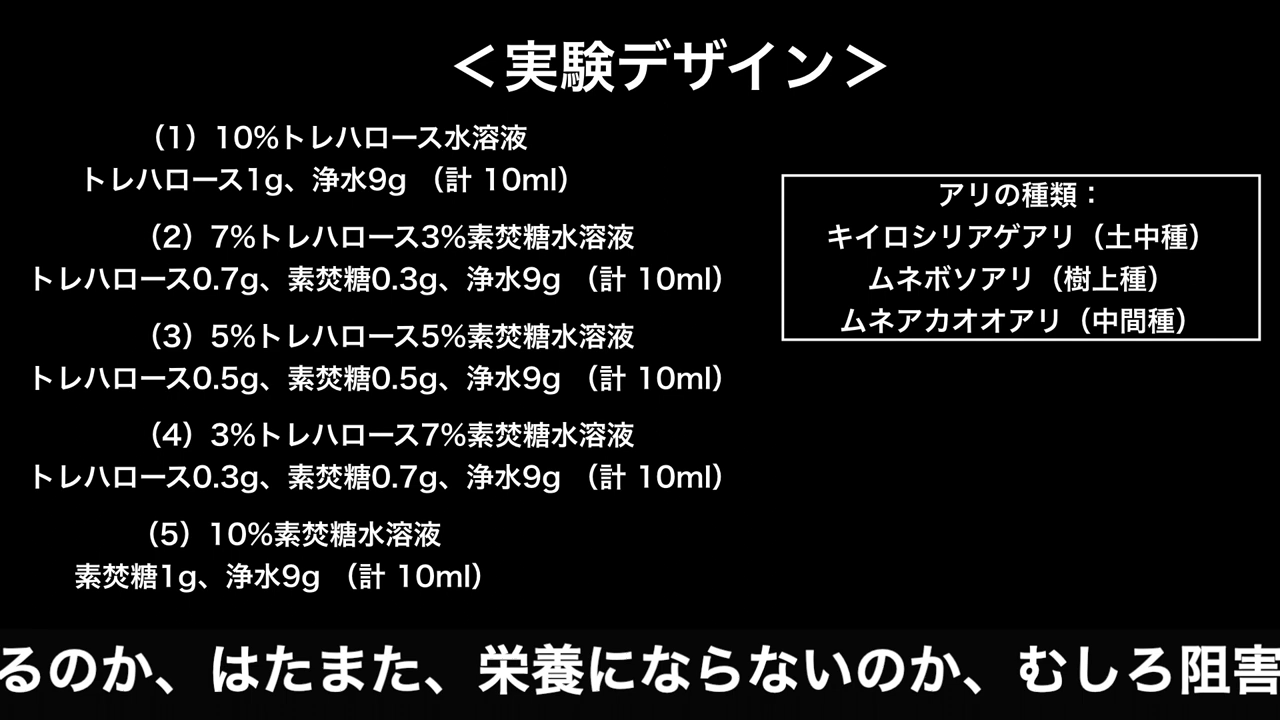 ＜実験デザイン＞
（1）10%トレハロース水溶液
トレハロース1g、浄水9g （計 10ml）
（2）7%トレハロース3%素焚糖水溶液
トレハロース0.7g、素焚糖0.3g、浄水9g （計 10ml）
（3）5%トレハロース5%素焚糖水溶液
トレハロース0.5g、素焚糖0.5g、浄水9g （計 10ml）
（4）3%トレハロース7%素焚糖水溶液
トレハロース0.3g、素焚糖0.7g、浄水9g （計 10ml）
（5）10%素焚糖水溶液
素焚糖1g、浄水9g （計 10ml）
アリの種類：
キイロシリアゲアリ（土中種）
ムネボソアリ（樹上種）
ムネアカオオアリ（中間種）
るのか、はたまた、栄養にならないのか、むしろ阻害